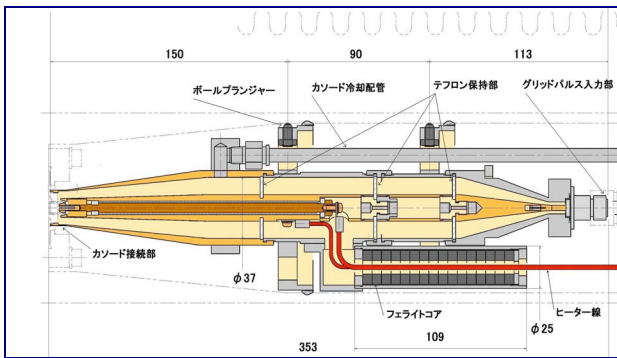 150
90
113
ボールプランジャー
カソード冷却配管
テフロン保持部
グリッドパルス入力部
カソード接続部
φ37
フェライトコア
ヒーター線
φ25
109
353